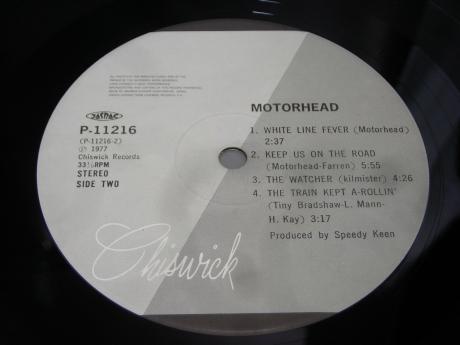 P-11216
(P-11216-2)
Ⓟ 1977
Chiswick Records
33⅓RPM
STEREO
SIDE TWO
MOTORHEAD
1. WHITE LINE FEVER (Motorhead)
2:37
2. KEEP US ON THE ROAD
(Motorhead-Farren) 5:55
3. THE WATCHER (kilmister) 4:26
4. THE TRAIN KEPT A-ROLLIN'
(Tiny Bradshaw-L. Mann-
H. Kay) 3:17
Produced by Speedy Keen
Chiswick